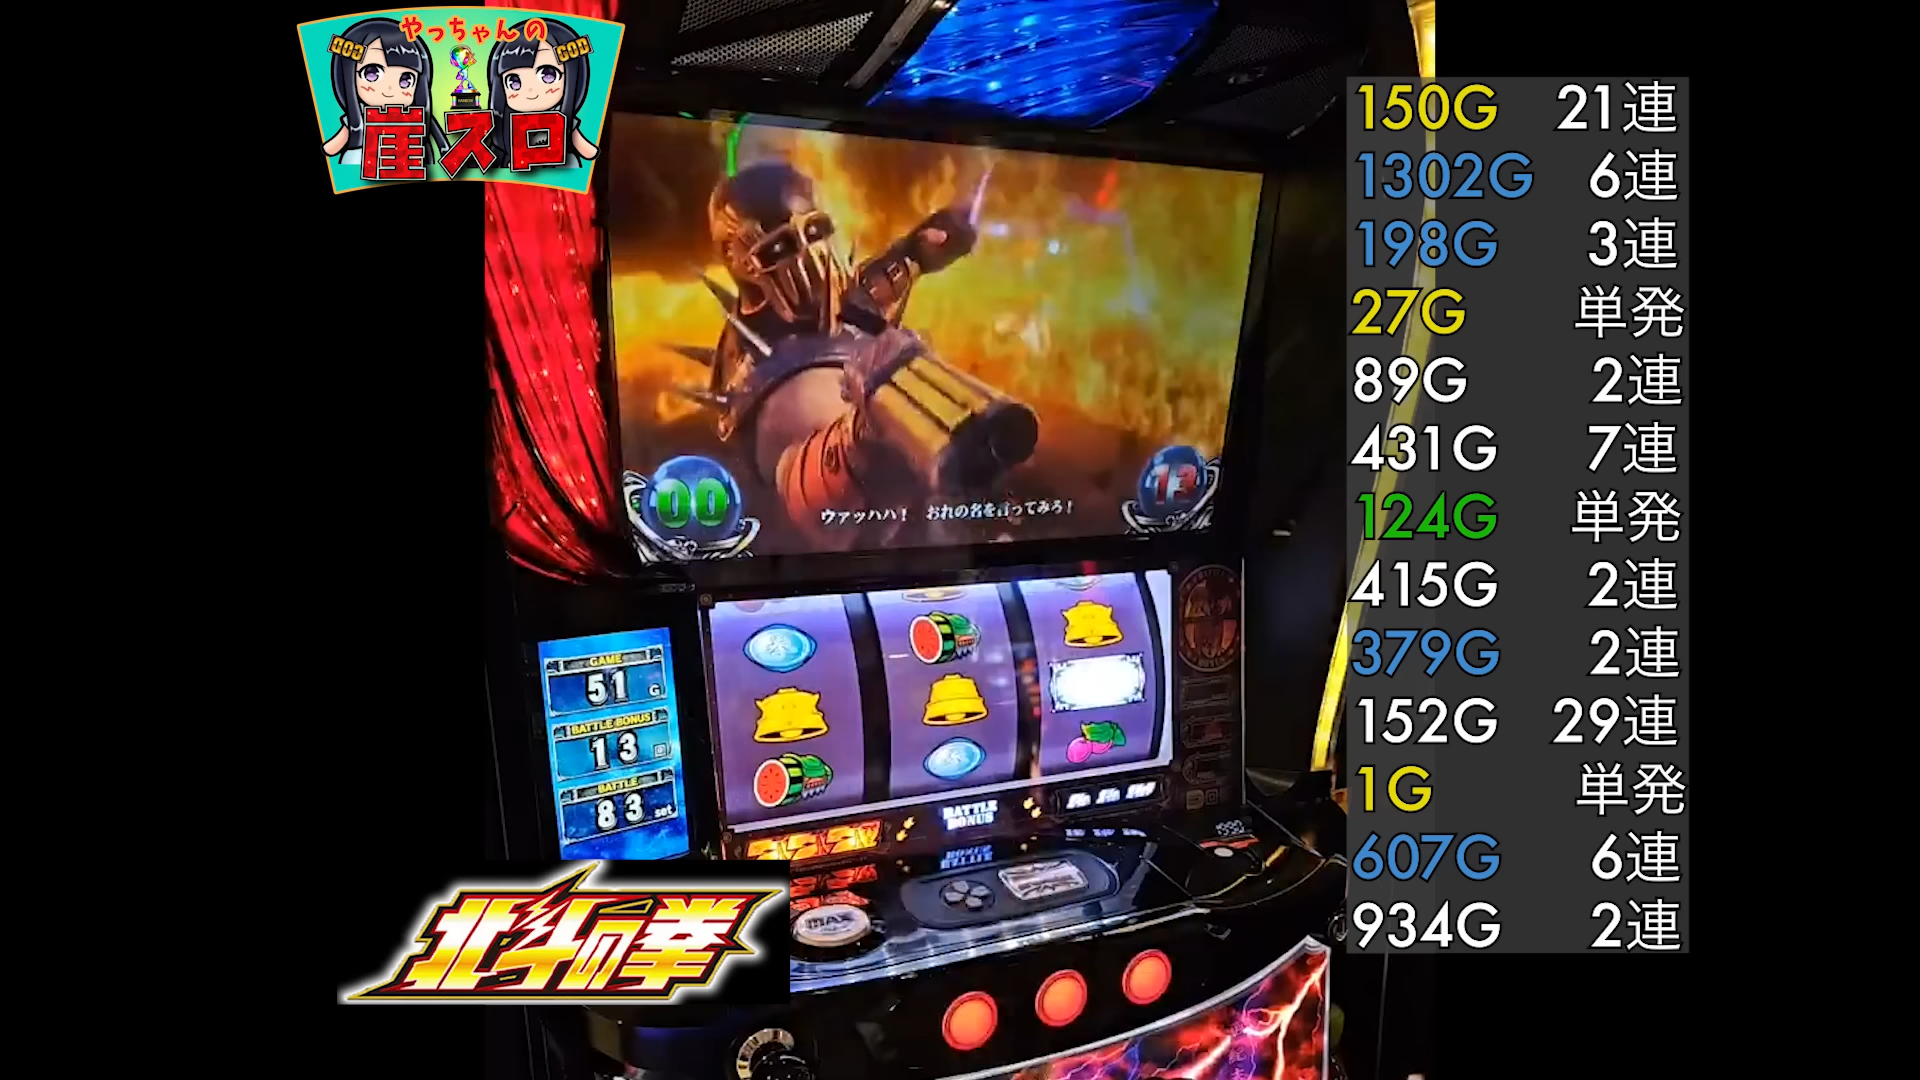 やっちゃんの
GOD
GOD
崖スロ
150G 21連
1302G 6連
198G 3連
27G 単発
89G 2連
431G 7連
124G 単発
415G 2連
379G 2連
152G 29連
1G 単発
607G 6連
934G 2連
00
13
ウァッハハ! おれの名を言ってみろ!
GAME
51 G
BATTLE BONUS
13 回
BATTLE
83 set
BATTLE
BONUS
MAX
北斗の拳